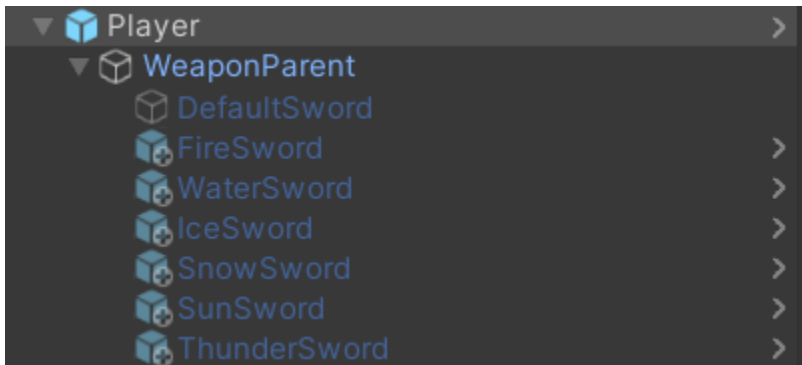 Player
WeaponParent
DefaultSword
FireSword
WaterSword
IceSword
SnowSword
SunSword
ThunderSword